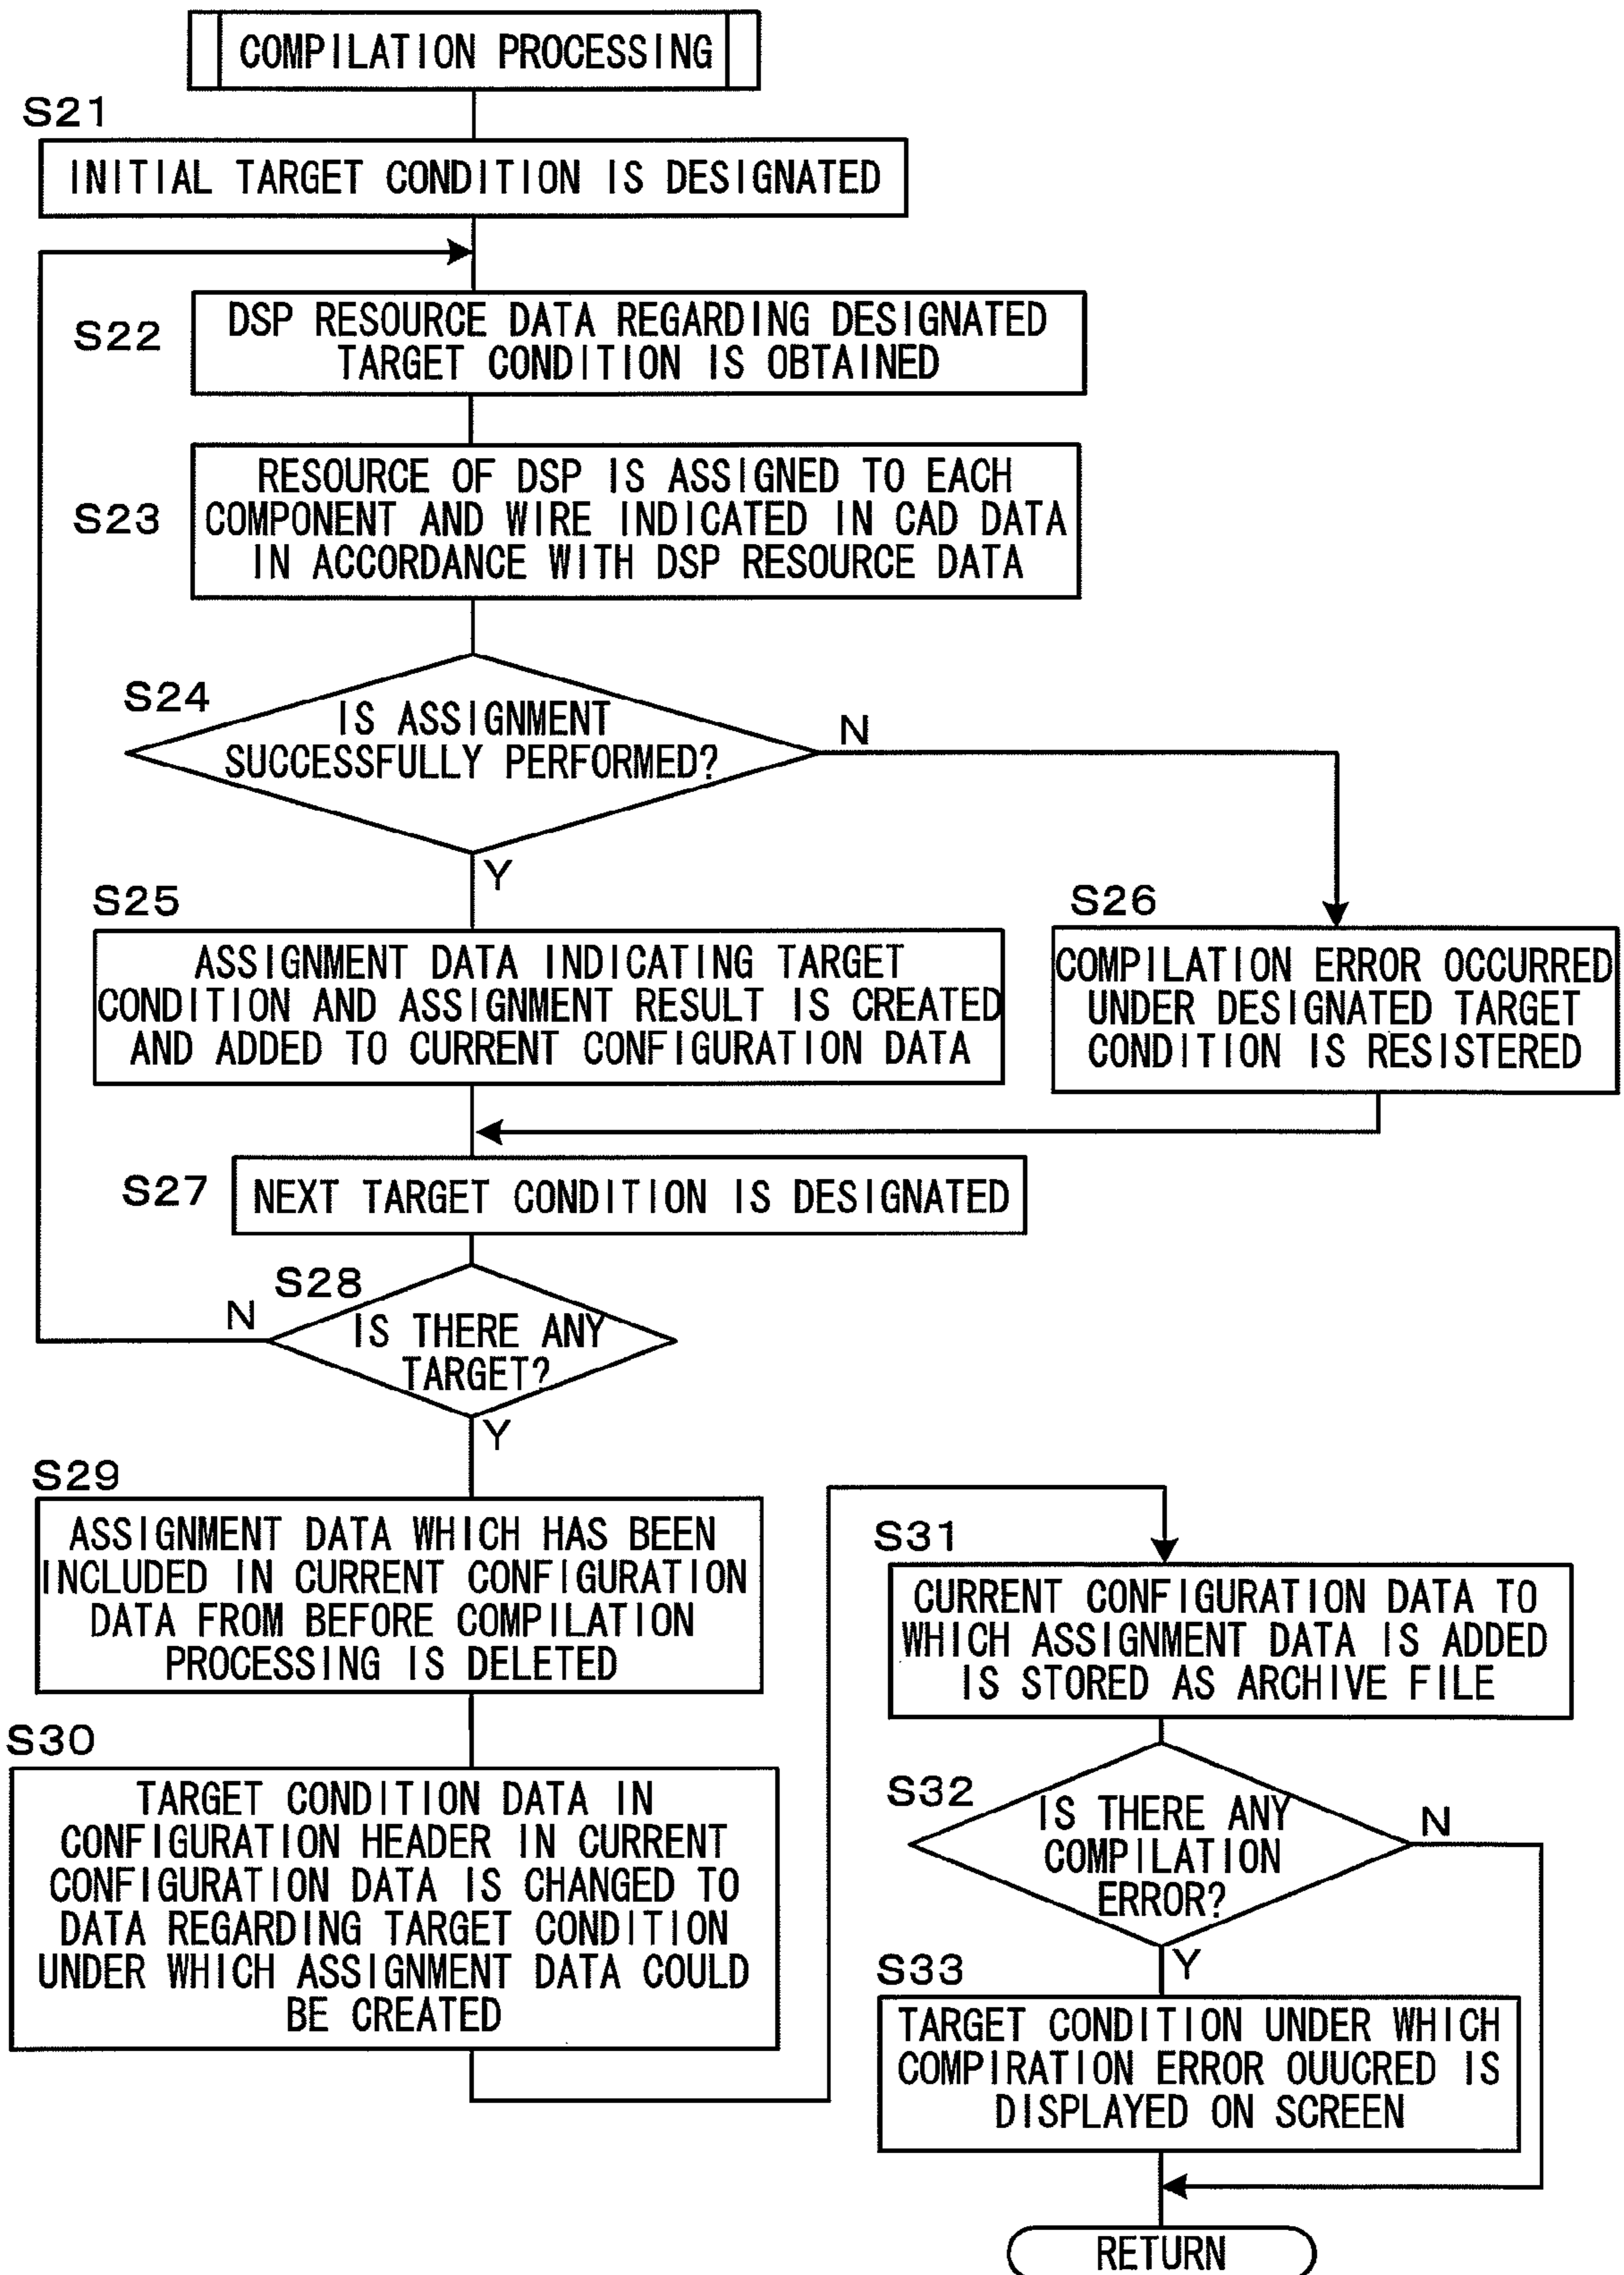 COMPILATION PROCESSING
S21
INITIAL TARGET CONDITION IS DESIGNATED
S22
DSP RESOURCE DATA REGARDING DESIGNATED
TARGET CONDITION IS OBTAINED
S23
RESOURCE OF DSP IS ASSIGNED TO EACH
COMPONENT AND WIRE INDICATED IN CAD DATA
IN ACCORDANCE WITH DSP RESOURCE DATA
S24
IS ASSIGNMENT
SUCCESSFULLY PERFORMED?
N
Y
S25
ASSIGNMENT DATA INDICATING TARGET
CONDITION AND ASSIGNMENT RESULT IS CREATED
AND ADDED TO CURRENT CONFIGURATION DATA
S26
COMPILATION ERROR OCCURRED
UNDER DESIGNATED TARGET
CONDITION IS RESISTERED
S27
NEXT TARGET CONDITION IS DESIGNATED
S28
N
IS THERE ANY
TARGET?
Y
S29
ASSIGNMENT DATA WHICH HAS BEEN
INCLUDED IN CURRENT CONFIGURATION
DATA FROM BEFORE COMPILATION
PROCESSING IS DELETED
S30
TARGET CONDITION DATA IN
CONFIGURATION HEADER IN CURRENT
CONFIGURATION DATA IS CHANGED TO
DATA REGARDING TARGET CONDITION
UNDER WHICH ASSIGNMENT DATA COULD
BE CREATED
S31
CURRENT CONFIGURATION DATA TO
WHICH ASSIGNMENT DATA IS ADDED
IS STORED AS ARCHIVE FILE
S32
IS THERE ANY
COMPILATION
ERROR?
N
Y
S33
TARGET CONDITION UNDER WHICH
COMPIRATION ERROR OUUCRED IS
DISPLAYED ON SCREEN
RETURN